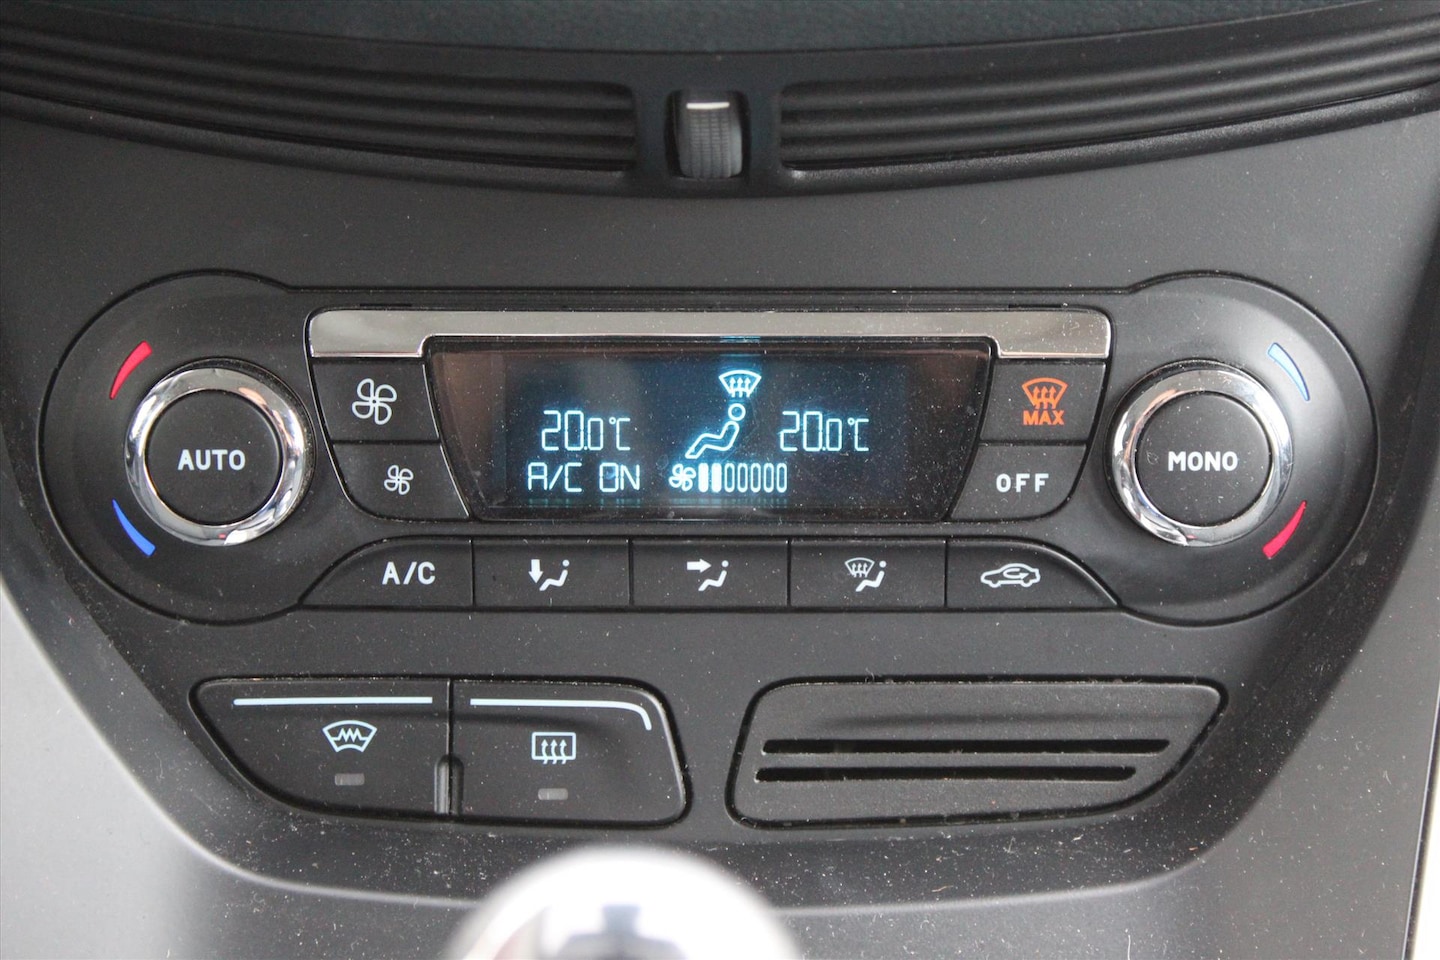 MAX
20.0°C 20.0°C
AUTO
A/C ON
OFF
MONO
A/C